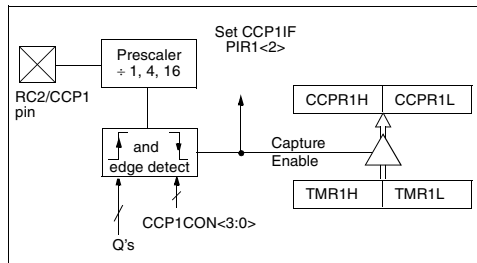 Set CCP1IF
PIR1<2>
Prescaler
÷ 1, 4, 16
RC2/CCP1
pin
CCPR1H
CCPR1L
and
edge detect
Capture
Enable
TMR1H
TMR1L
CCP1CON<3:0>
Q's